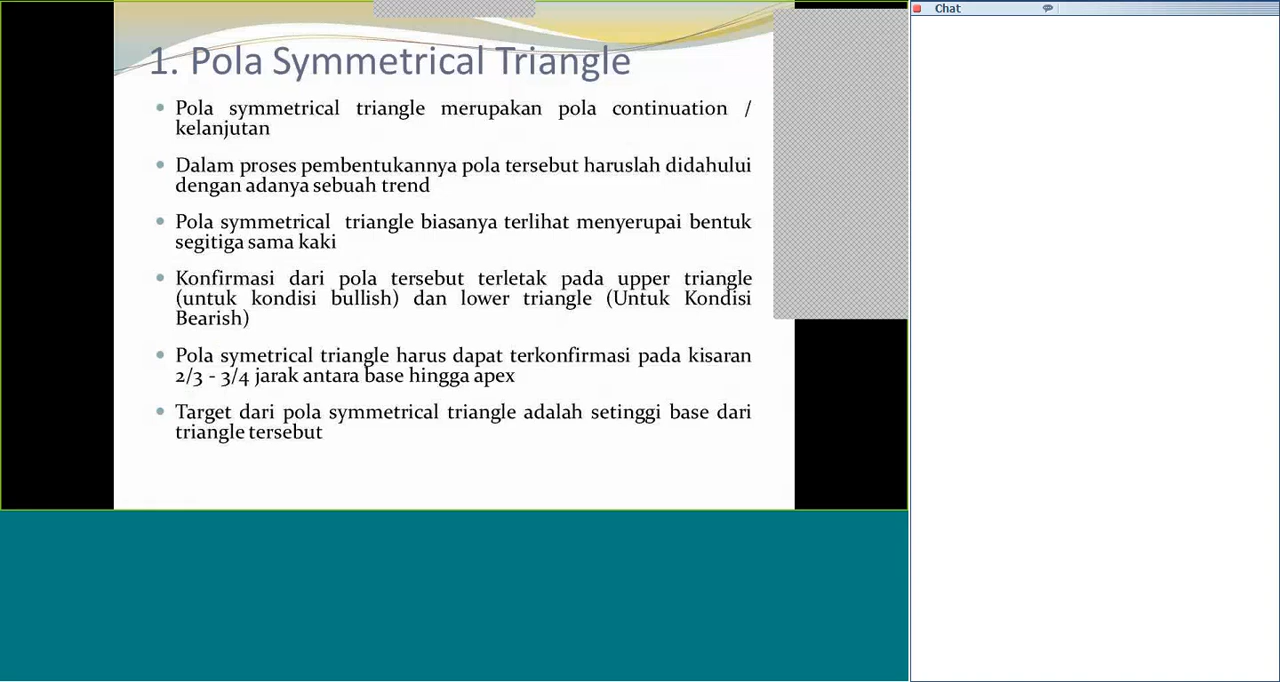 1. Pola Symmetrical Triangle
Pola symmetrical triangle merupakan pola continuation /
kelanjutan
Dalam proses pembentukannya pola tersebut haruslah didahului
dengan adanya sebuah trend
Pola symmetrical triangle biasanya terlihat menyerupai bentuk
segitiga sama kaki
Konfirmasi dari pola tersebut terletak pada upper triangle
(untuk kondisi bullish) dan lower triangle (Untuk Kondisi
Bearish)
Pola symetrical triangle harus dapat terkonfirmasi pada kisaran
2/3 - 3/4 jarak antara base hingga apex
Target dari pola symmetrical triangle adalah setinggi base dari
triangle tersebut
Chat